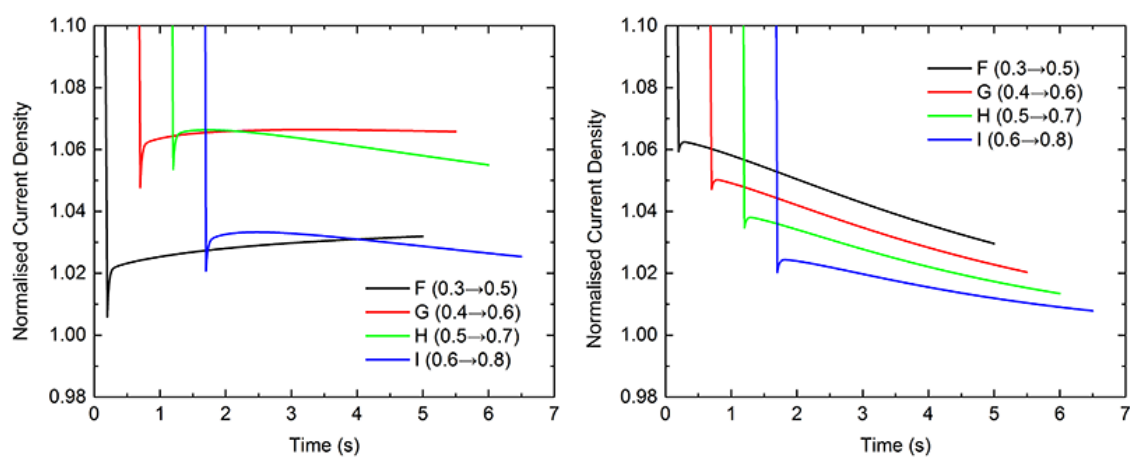 1.10
1.08
1.06
1.04
1.02
1.00
0.98
Normalised Current Density
F (0.3→0.5)
G (0.4→0.6)
H (0.5→0.7)
I (0.6→0.8)
0 1 2 3 4 5 6 7
Time (s)
1.10
1.08
1.06
1.04
1.02
1.00
0.98
Normalised Current Density
F (0.3→0.5)
G (0.4→0.6)
H (0.5→0.7)
I (0.6→0.8)
0 1 2 3 4 5 6 7
Time (s)